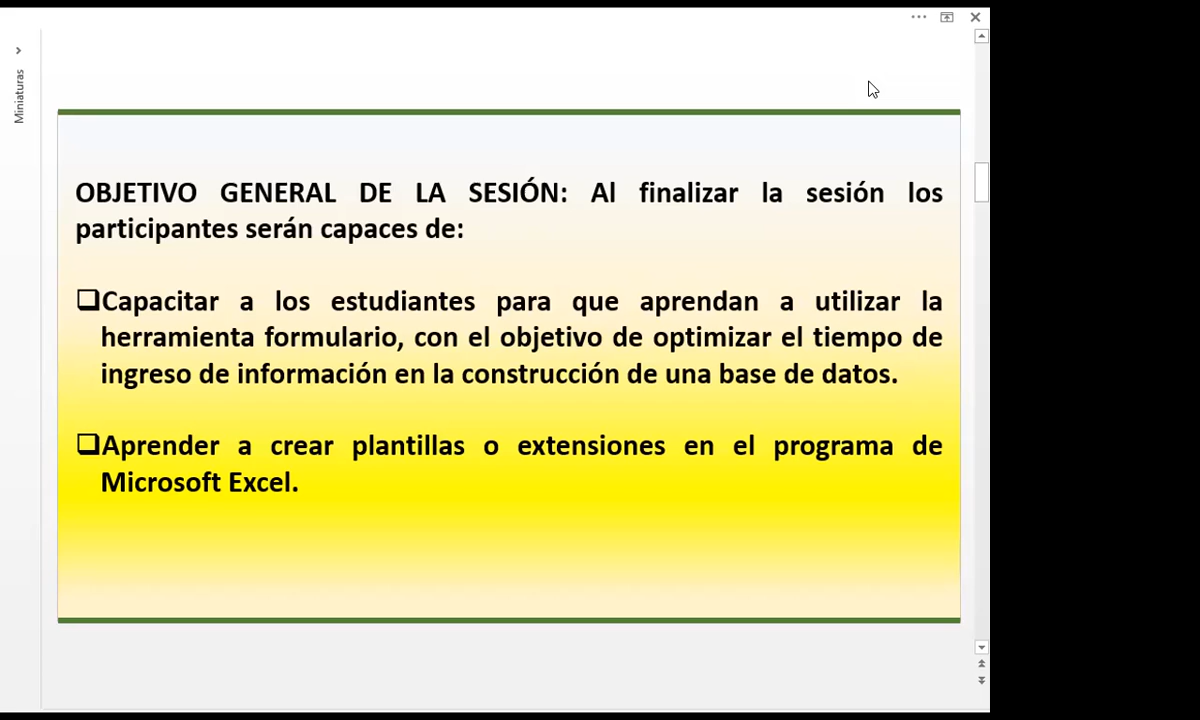 Miniaturas
OBJETIVO GENERAL DE LA SESIÓN: Al finalizar la sesión los
participantes serán capaces de:
❑Capacitar a los estudiantes para que aprendan a utilizar la
herramienta formulario, con el objetivo de optimizar el tiempo de
ingreso de información en la construcción de una base de datos.
❑Aprender a crear plantillas o extensiones en el programa de
Microsoft Excel.